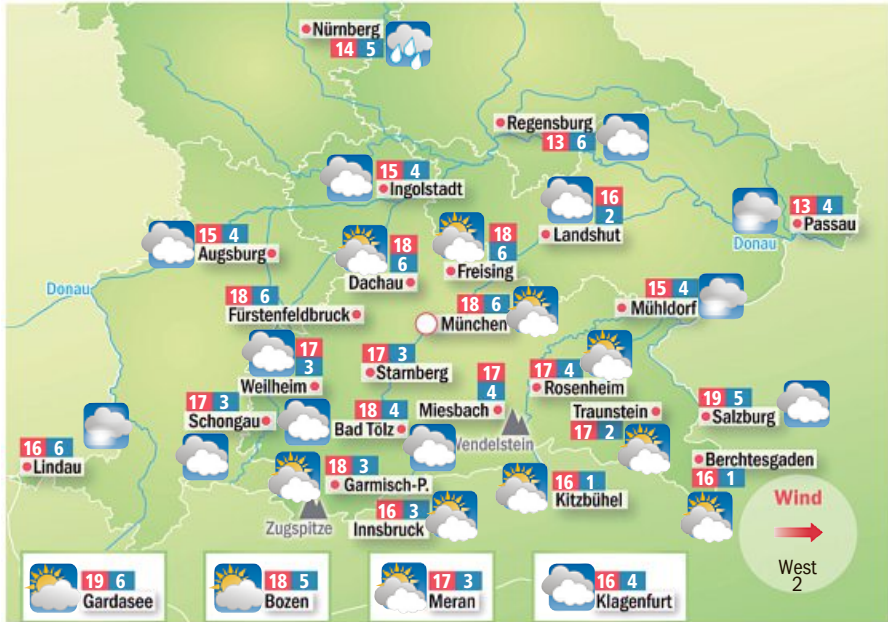 Nürnberg
14 5
Regensburg
13 6
15 4
Ingolstadt
16
2
Landshut
13 4
Passau
Donau
15 4
Augsburg
18
6
Dachau
18
6
Freising
Donau
18 6
Fürstenfeldbruck
18 6
München
15 4
Mühldorf
17
3
Weilheim
17 3
Starnberg
17
4
Miesbach
17 4
Rosenheim
Traunstein
17 2
19 5
Salzburg
17 3
Schongau
18 4
Bad Tölz
Wendelstein
16 6
Lindau
18 3
Garmisch-P.
Zugspitze
16 3
Innsbruck
16 1
Kitzbühel
Berchtesgaden
16 1
Wind
West
2
19 6
Gardasee
18 5
Bozen
17 3
Meran
16 4
Klagenfurt